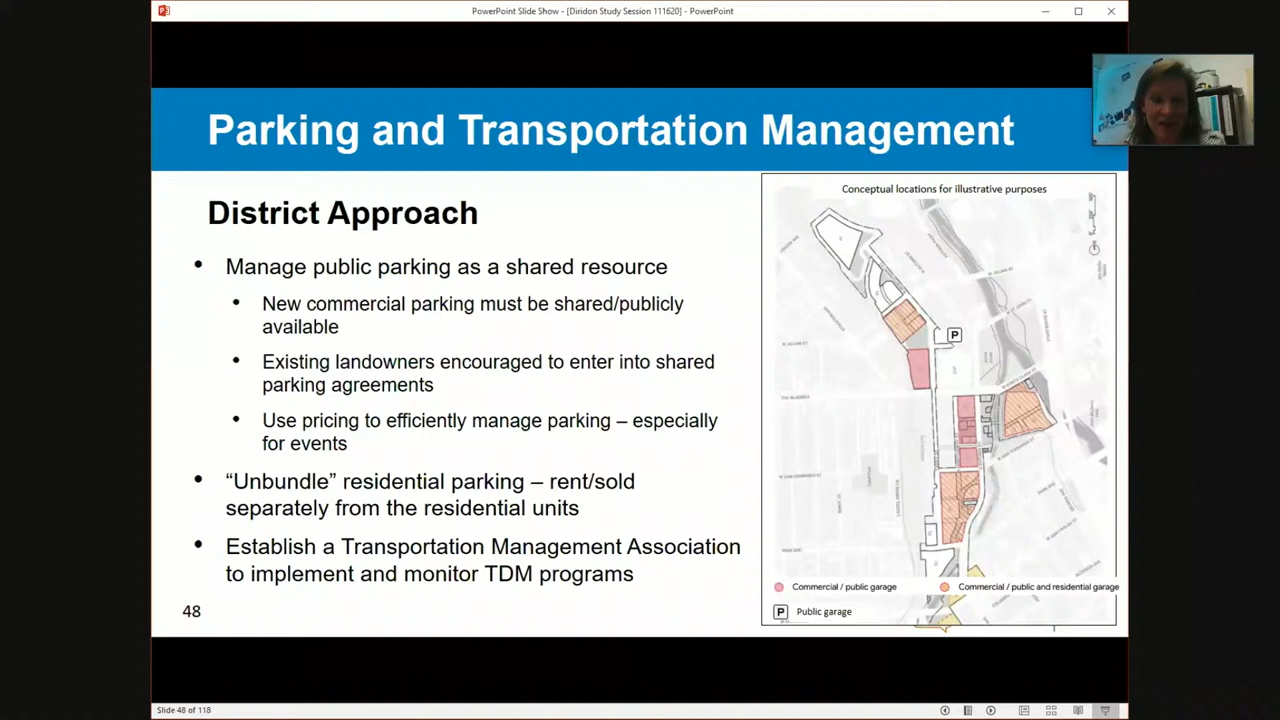 PowerPoint Slide Show - [Diridon Study Session 111620] - PowerPoint
Parking and Transportation Management
District Approach
• Manage public parking as a shared resource
• New commercial parking must be shared/publicly
available
• Existing landowners encouraged to enter into shared
parking agreements
• Use pricing to efficiently manage parking – especially
for events
• “Unbundle” residential parking – rent/sold
separately from the residential units
• Establish a Transportation Management Association
to implement and monitor TDM programs
48
Conceptual locations for illustrative purposes
P
THE ALAMEDA
PARK AVE
Commercial / public garage
Commercial / public and residential garage
P Public garage
Slide 48 of 118